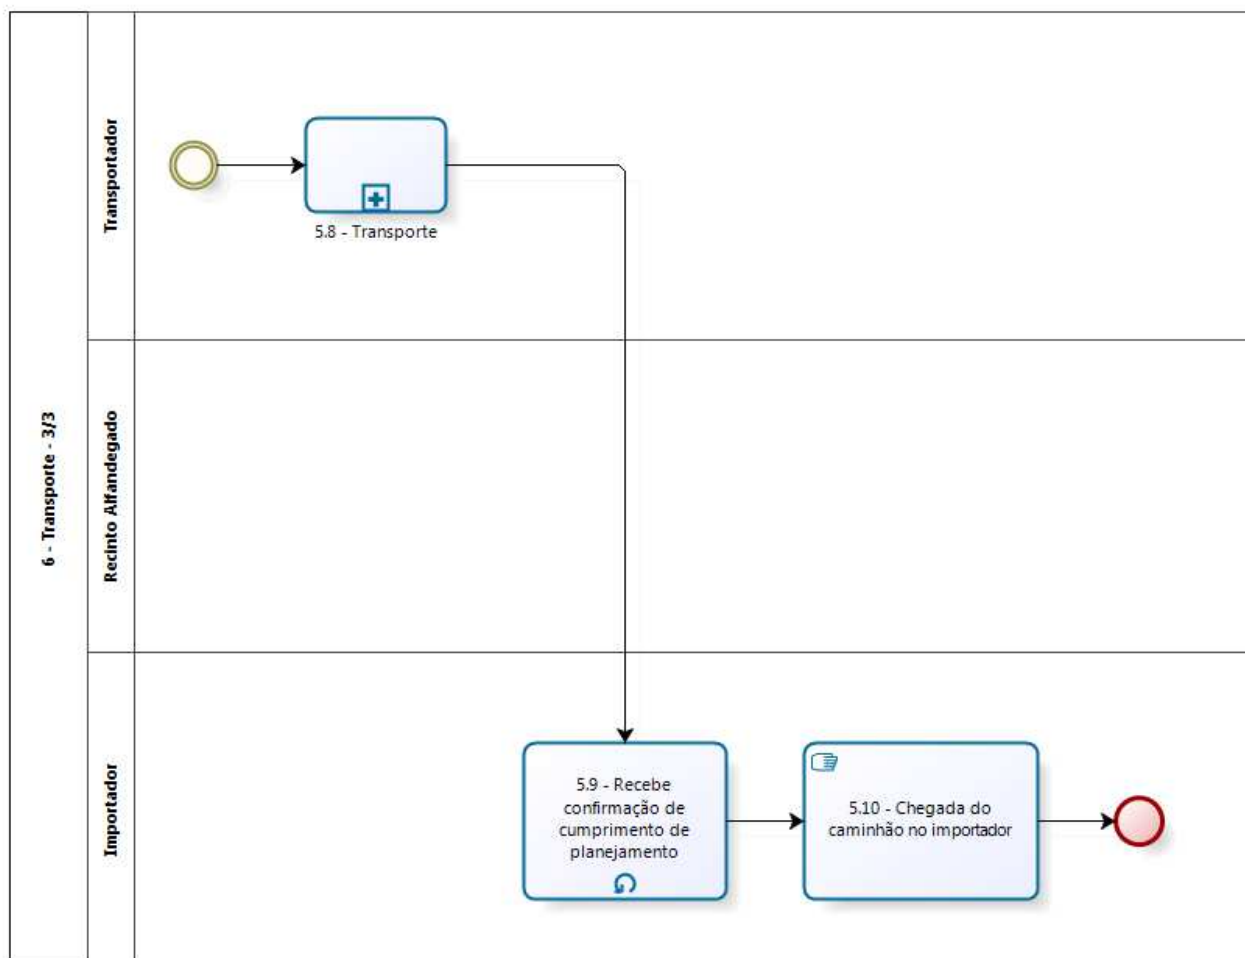 6 - Transporte - 3/3
Transportador
5.8 - Transporte
Recinto Alfandegado
Importador
5.9 - Recebe
confirmação de
cumprimento de
planejamento
5.10 - Chegada do
caminhão no importador